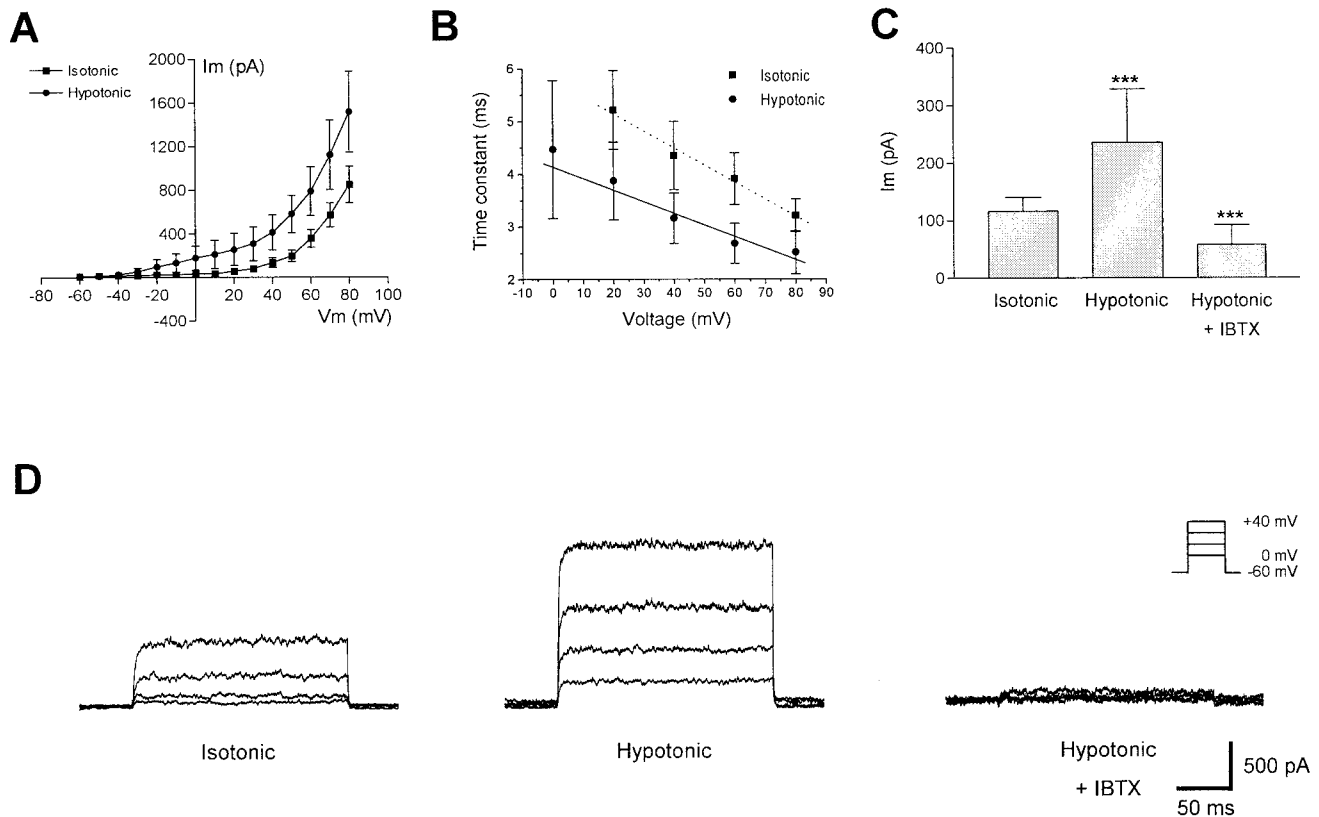 A
Isotonic
Hypotonic
Im (pA)
2000
1600
1200
800
400
-400
-80
-60
-40
-20
20
40
60
80
100
Vm (mV)
B
Isotonic
Hypotonic
Time constant (ms)
6
5
4
3
2
-10
0
10
20
30
40
50
60
70
80
90
Voltage (mV)
C
Im (pA)
400
300
200
100
0
***
***
Isotonic
Hypotonic
Hypotonic
+ IBTX
D
Isotonic
Hypotonic
+40 mV
0 mV
-60 mV
Hypotonic
+ IBTX
500 pA
50 ms